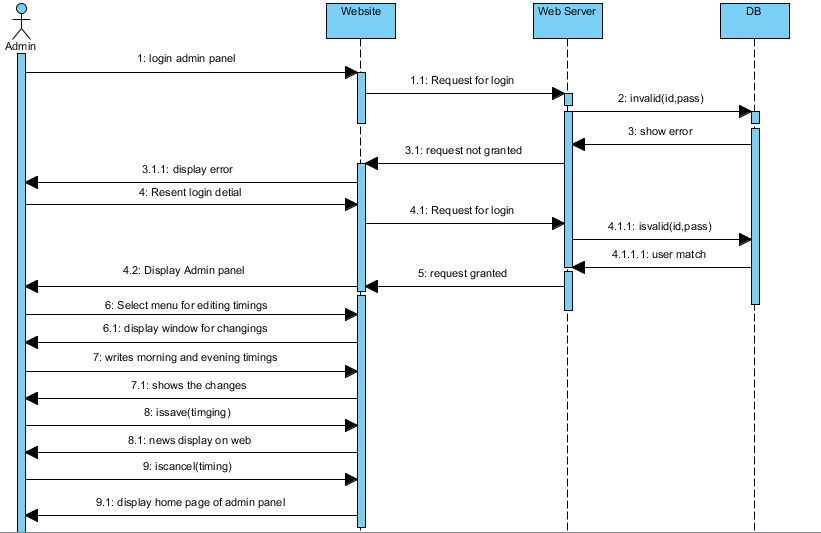 Website
Web Server
DB
Admin
1: login admin panel
1.1: Request for login
2: invalid(id,pass)
3: show error
3.1: request not granted
3.1.1: display error
4: Resent login detial
4.1: Request for login
4.1.1: isvalid(id,pass)
4.1.1.1: user match
5: request granted
4.2: Display Admin panel
6: Select menu for editing timings
6.1: display window for changings
7: writes morning and evening timings
7.1: shows the changes
8: issave(timging)
8.1: news display on web
9: iscancel(timing)
9.1: display home page of admin panel